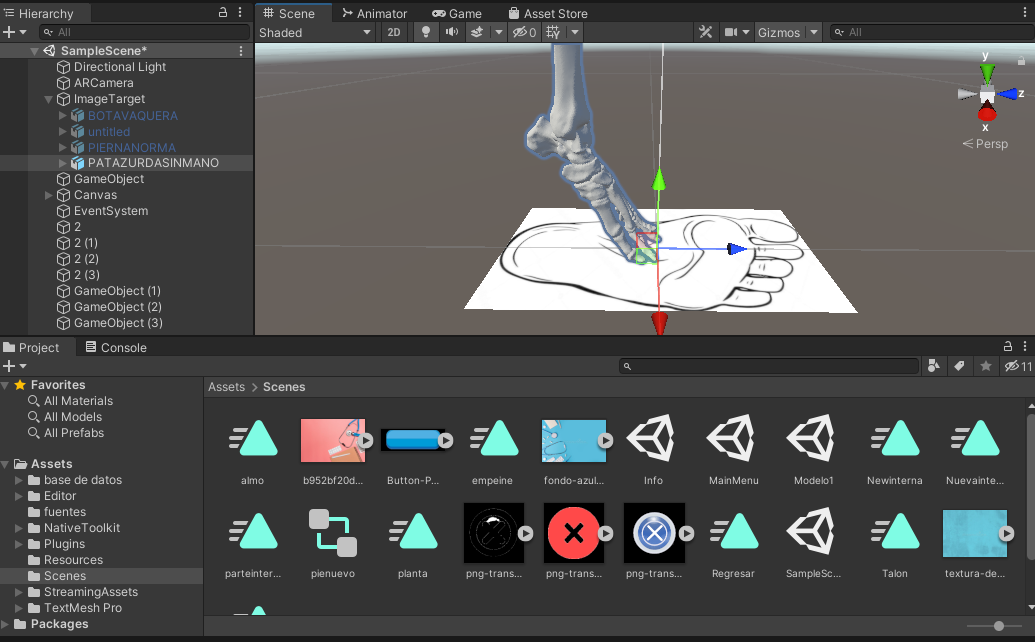 Hierarchy
All
SampleScene*
Directional Light
ARCamera
ImageTarget
BOTAVAQUERA
untitled
PIERNANORMA
PATAZURDASINMANO
GameObject
Canvas
EventSystem
2
2 (1)
2 (2)
2 (3)
GameObject (1)
GameObject (2)
GameObject (3)
Scene Animator Game Asset Store
Shaded 2D 0 Gizmos All
y
z
x
Persp
Project Console
11
Favorites
All Materials
All Models
All Prefabs
Assets
base de datos
Editor
fuentes
NativeToolkit
Plugins
Resources
Scenes
StreamingAssets
TextMesh Pro
Packages
Assets > Scenes
almo b952bf20d... Button-P... empeine fondo-azul... Info MainMenu Modelo1 Newinterna Nuevainte...
parteinter... pienuevo planta png-trans... png-trans... png-trans... Regresar SampleSc... Talon textura-de...